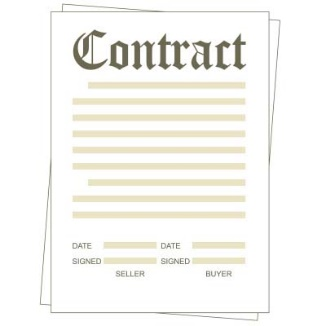 Contract
DATE DATE
SIGNED SIGNED
SELLER BUYER